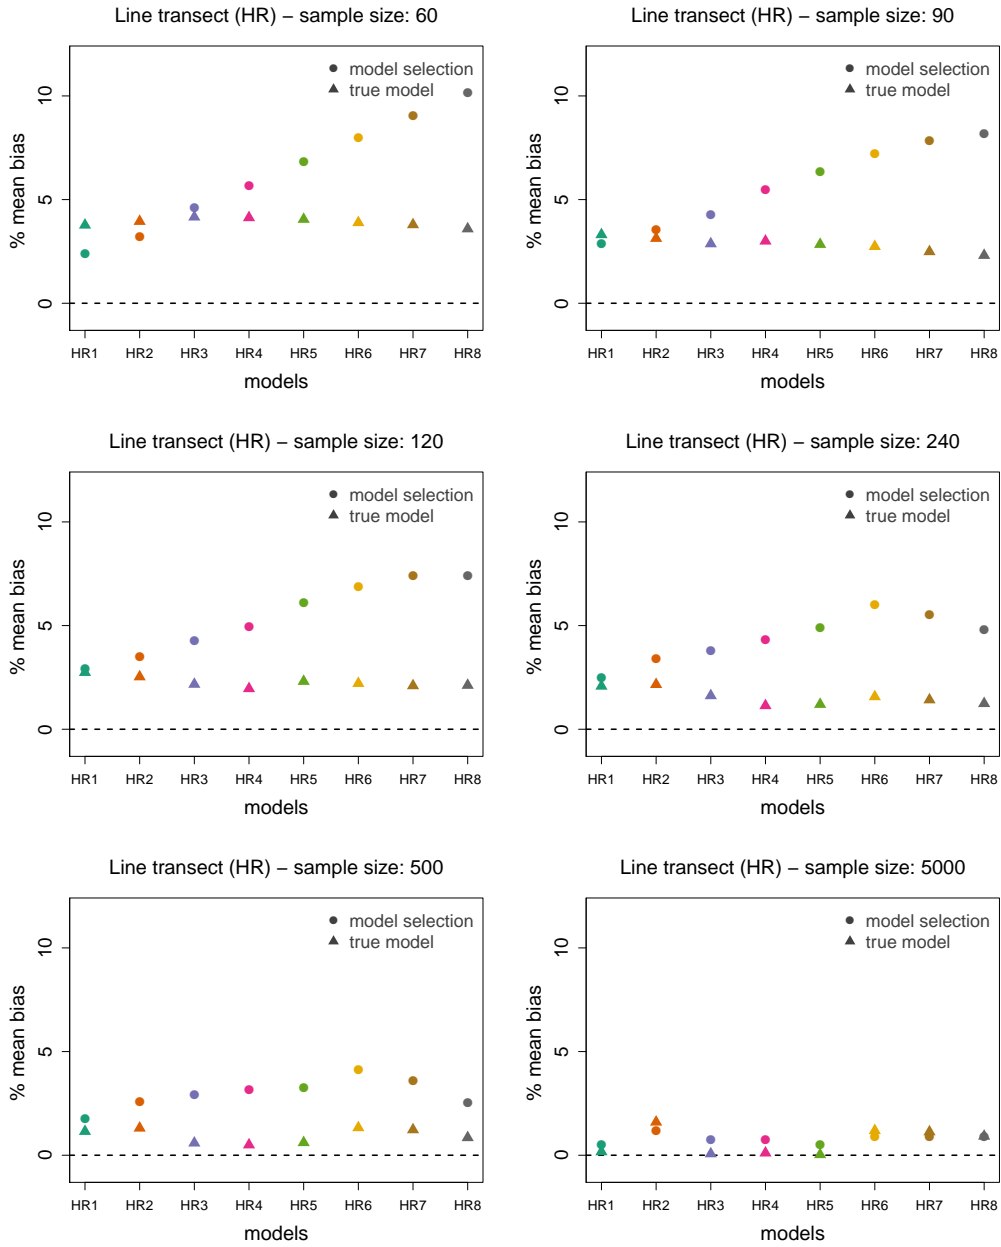 Line transect (HR) – sample size: 60
model selection
true model
% mean bias
10
5
0
HR1 HR2 HR3 HR4 HR5 HR6 HR7 HR8
models
Line transect (HR) – sample size: 90
model selection
true model
% mean bias
10
5
0
HR1 HR2 HR3 HR4 HR5 HR6 HR7 HR8
models
Line transect (HR) – sample size: 120
model selection
true model
% mean bias
10
5
0
HR1 HR2 HR3 HR4 HR5 HR6 HR7 HR8
models
Line transect (HR) – sample size: 240
model selection
true model
% mean bias
10
5
0
HR1 HR2 HR3 HR4 HR5 HR6 HR7 HR8
models
Line transect (HR) – sample size: 500
model selection
true model
% mean bias
10
5
0
HR1 HR2 HR3 HR4 HR5 HR6 HR7 HR8
models
Line transect (HR) – sample size: 5000
model selection
true model
% mean bias
10
5
0
HR1 HR2 HR3 HR4 HR5 HR6 HR7 HR8
models